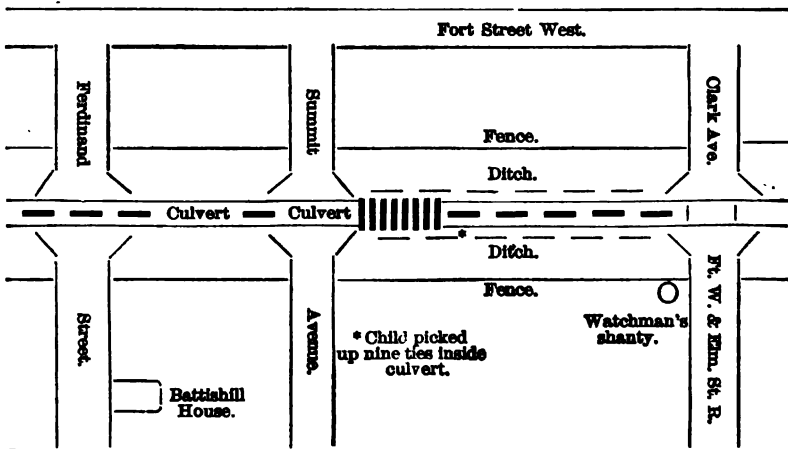 Fort Street West.
Ferdinand
Summit
Clark Ave.
Fence.
Ditch.
Culvert
Culvert
*
Ditch.
Fence.
Street.
Avenue.
Ft. W. & Elm. St. R.
* Child picked
up nine ties inside
culvert.
Watchman's
shanty.
Battishill
House.